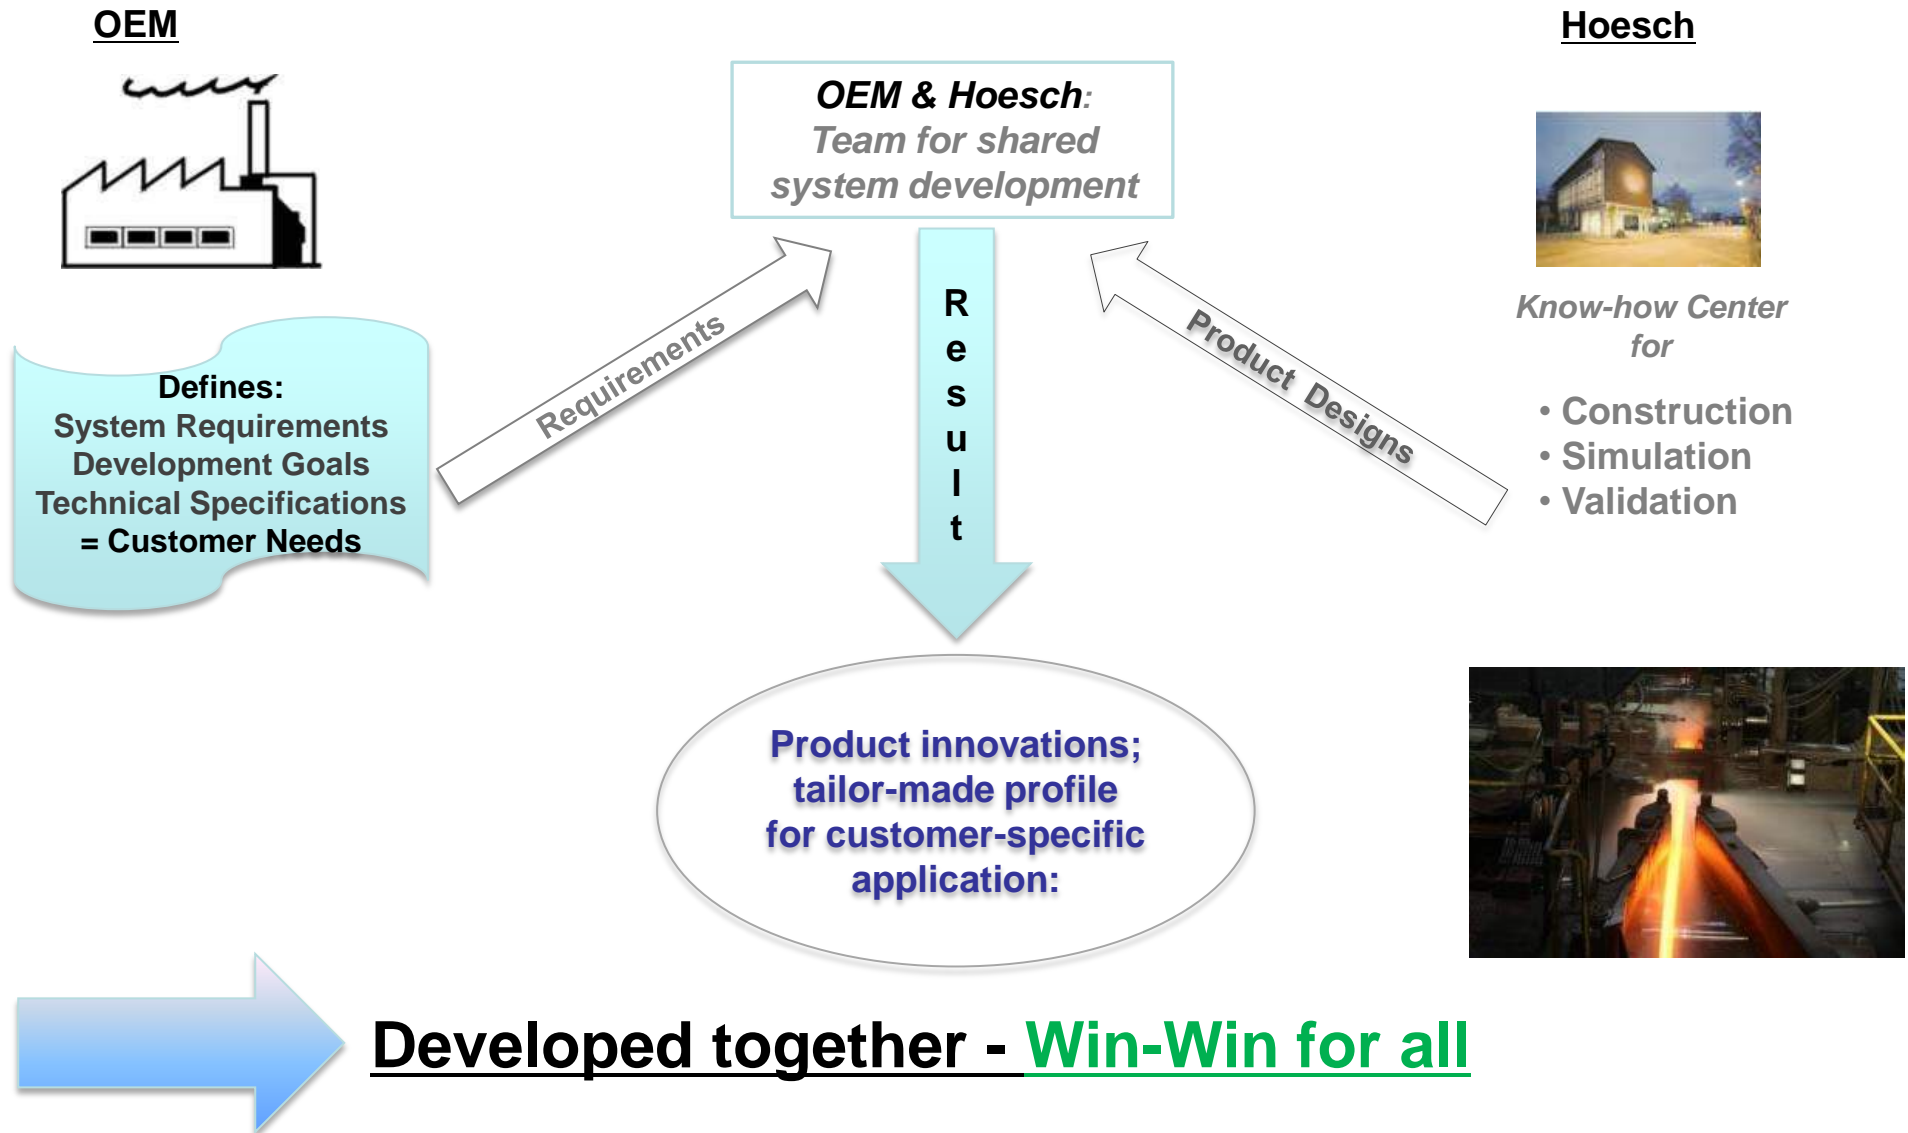 OEM
Hoesch
OEM & Hoesch:
Team for shared
system development
Defines:
System Requirements
Development Goals
Technical Specifications
= Customer Needs
Requirements
Result
Product Designs
Know-how Center
for
• Construction
• Simulation
• Validation
Product innovations;
tailor-made profile
for customer-specific
application:
Developed together - Win-Win for all